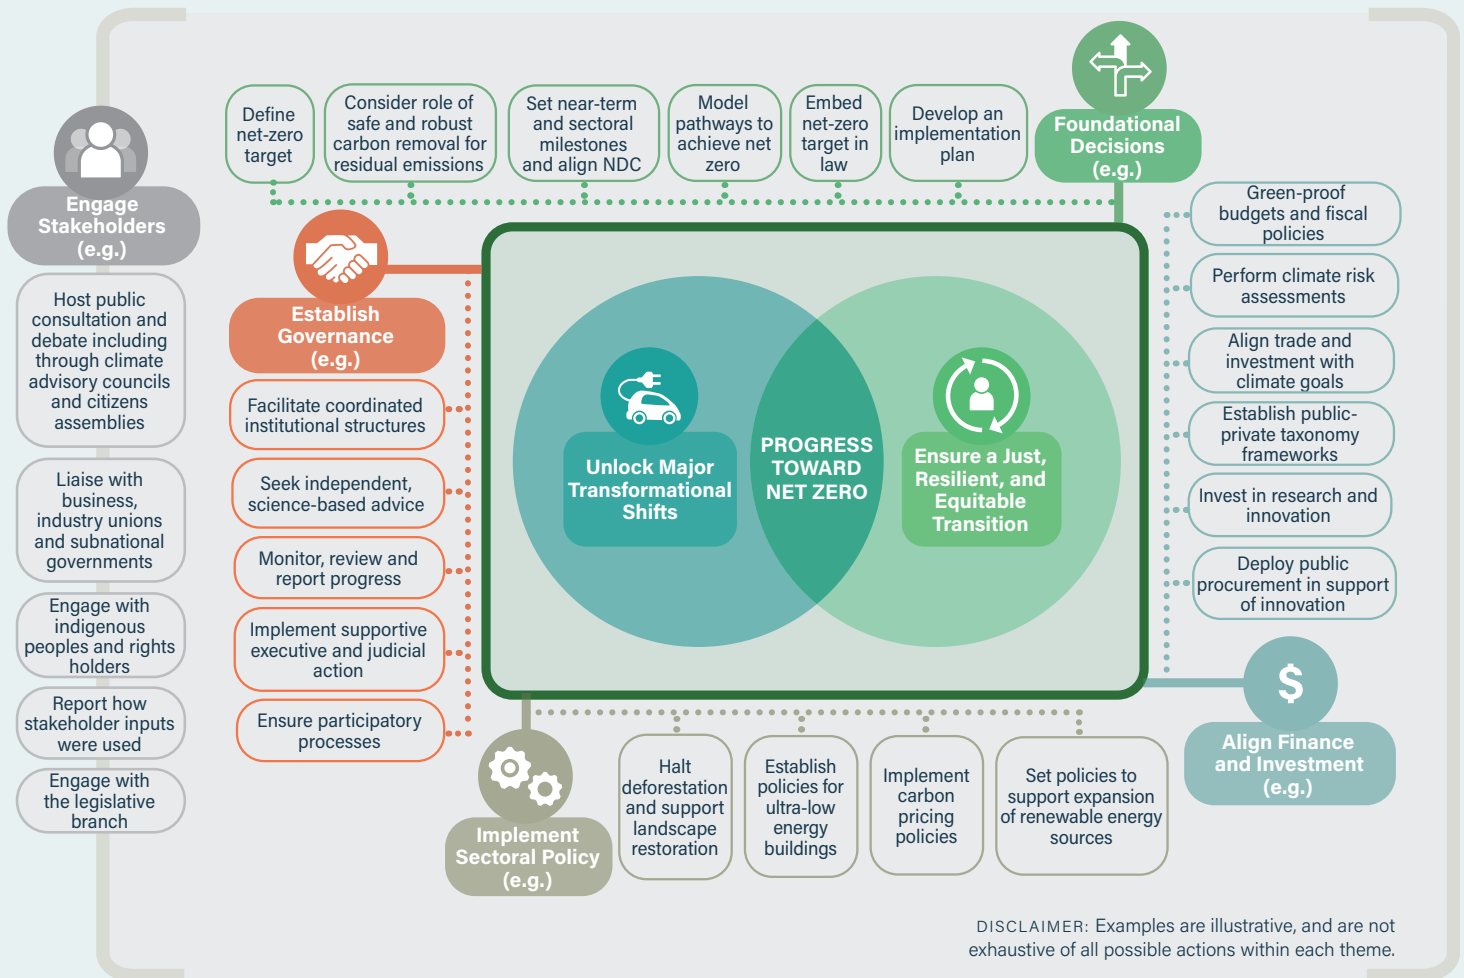 Engage
Stakeholders
(e.g.)
Host public
consultation and
debate including
through climate
advisory councils
and citizens
assemblies
Liaise with
business,
industry unions
and subnational
governments
Engage with
indigenous
peoples and rights
holders
Report how
stakeholder inputs
were used
Engage with
the legislative
branch
Define
net-zero
target
Consider role of
safe and robust
carbon removal for
residual emissions
Set near-term
and sectoral
milestones
and align NDC
Model
pathways to
achieve net
zero
Embed
net-zero
target in
law
Develop an
implementation
plan
Foundational
Decisions
(e.g.)
Establish
Governance
(e.g.)
Facilitate coordinated
institutional structures
Seek independent,
science-based advice
Monitor, review and
report progress
Implement supportive
executive and judicial
action
Ensure participatory
processes
Unlock Major
Transformational
Shifts
PROGRESS
TOWARD
NET ZERO
Ensure a Just,
Resilient, and
Equitable
Transition
Green-proof
budgets and fiscal
policies
Perform climate risk
assessments
Align trade and
investment with
climate goals
Establish public-
private taxonomy
frameworks
Invest in research and
innovation
Deploy public
procurement in support
of innovation
$
Align Finance
and Investment
(e.g.)
Implement
Sectoral Policy
(e.g.)
Halt
deforestation
and support
landscape
restoration
Establish
policies for
ultra-low
energy
buildings
Implement
carbon
pricing
policies
Set policies to
support expansion
of renewable energy
sources
DISCLAIMER: Examples are illustrative, and are not
exhaustive of all possible actions within each theme.